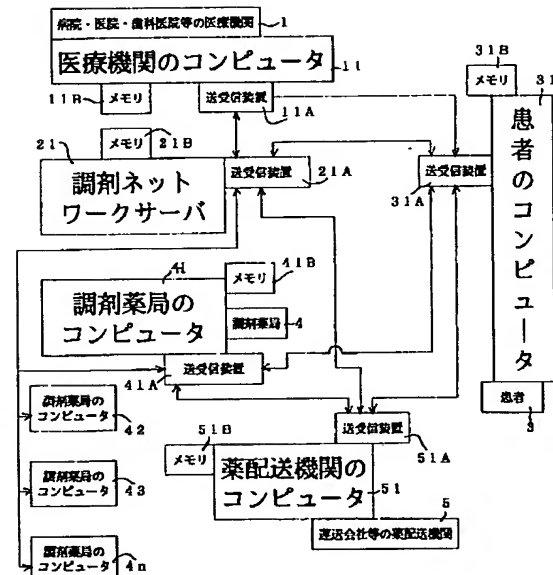 病院・医院・歯科医院等の医療機関
1
医療機関のコンピュータ
11
メモリ
11B
送受信装置
11A
31B
メモリ
31
患者のコンピュータ
送受信装置
31A
患者
3
メモリ
21B
21
調剤ネット
ワークサーバ
送受信装置
21A
41
調剤薬局の
コンピュータ
メモリ
41B
調剤薬局
4
送受信装置
41A
調剤薬局の
コンピュータ
42
調剤薬局の
コンピュータ
43
調剤薬局の
コンピュータ
4n
送受信装置
51A
51B
メモリ
薬配送機関の
コンピュータ
51
5
運送会社等の薬配送機関